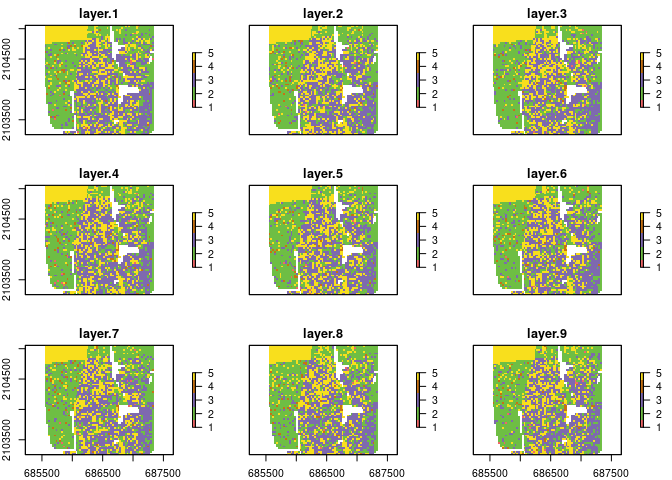 layer.1 layer.2 layer.3
2104500 5 5 5
4 4 4
3 3 3
2 2 2
2103500 1 1 1
layer.4 layer.5 layer.6
2104500 5 5 5
4 4 4
3 3 3
2 2 2
2103500 1 1 1
layer.7 layer.8 layer.9
2104500 5 5 5
4 4 4
3 3 3
2 2 2
2103500 1 1 1
685500 686500 687500 685500 686500 687500 685500 686500 687500